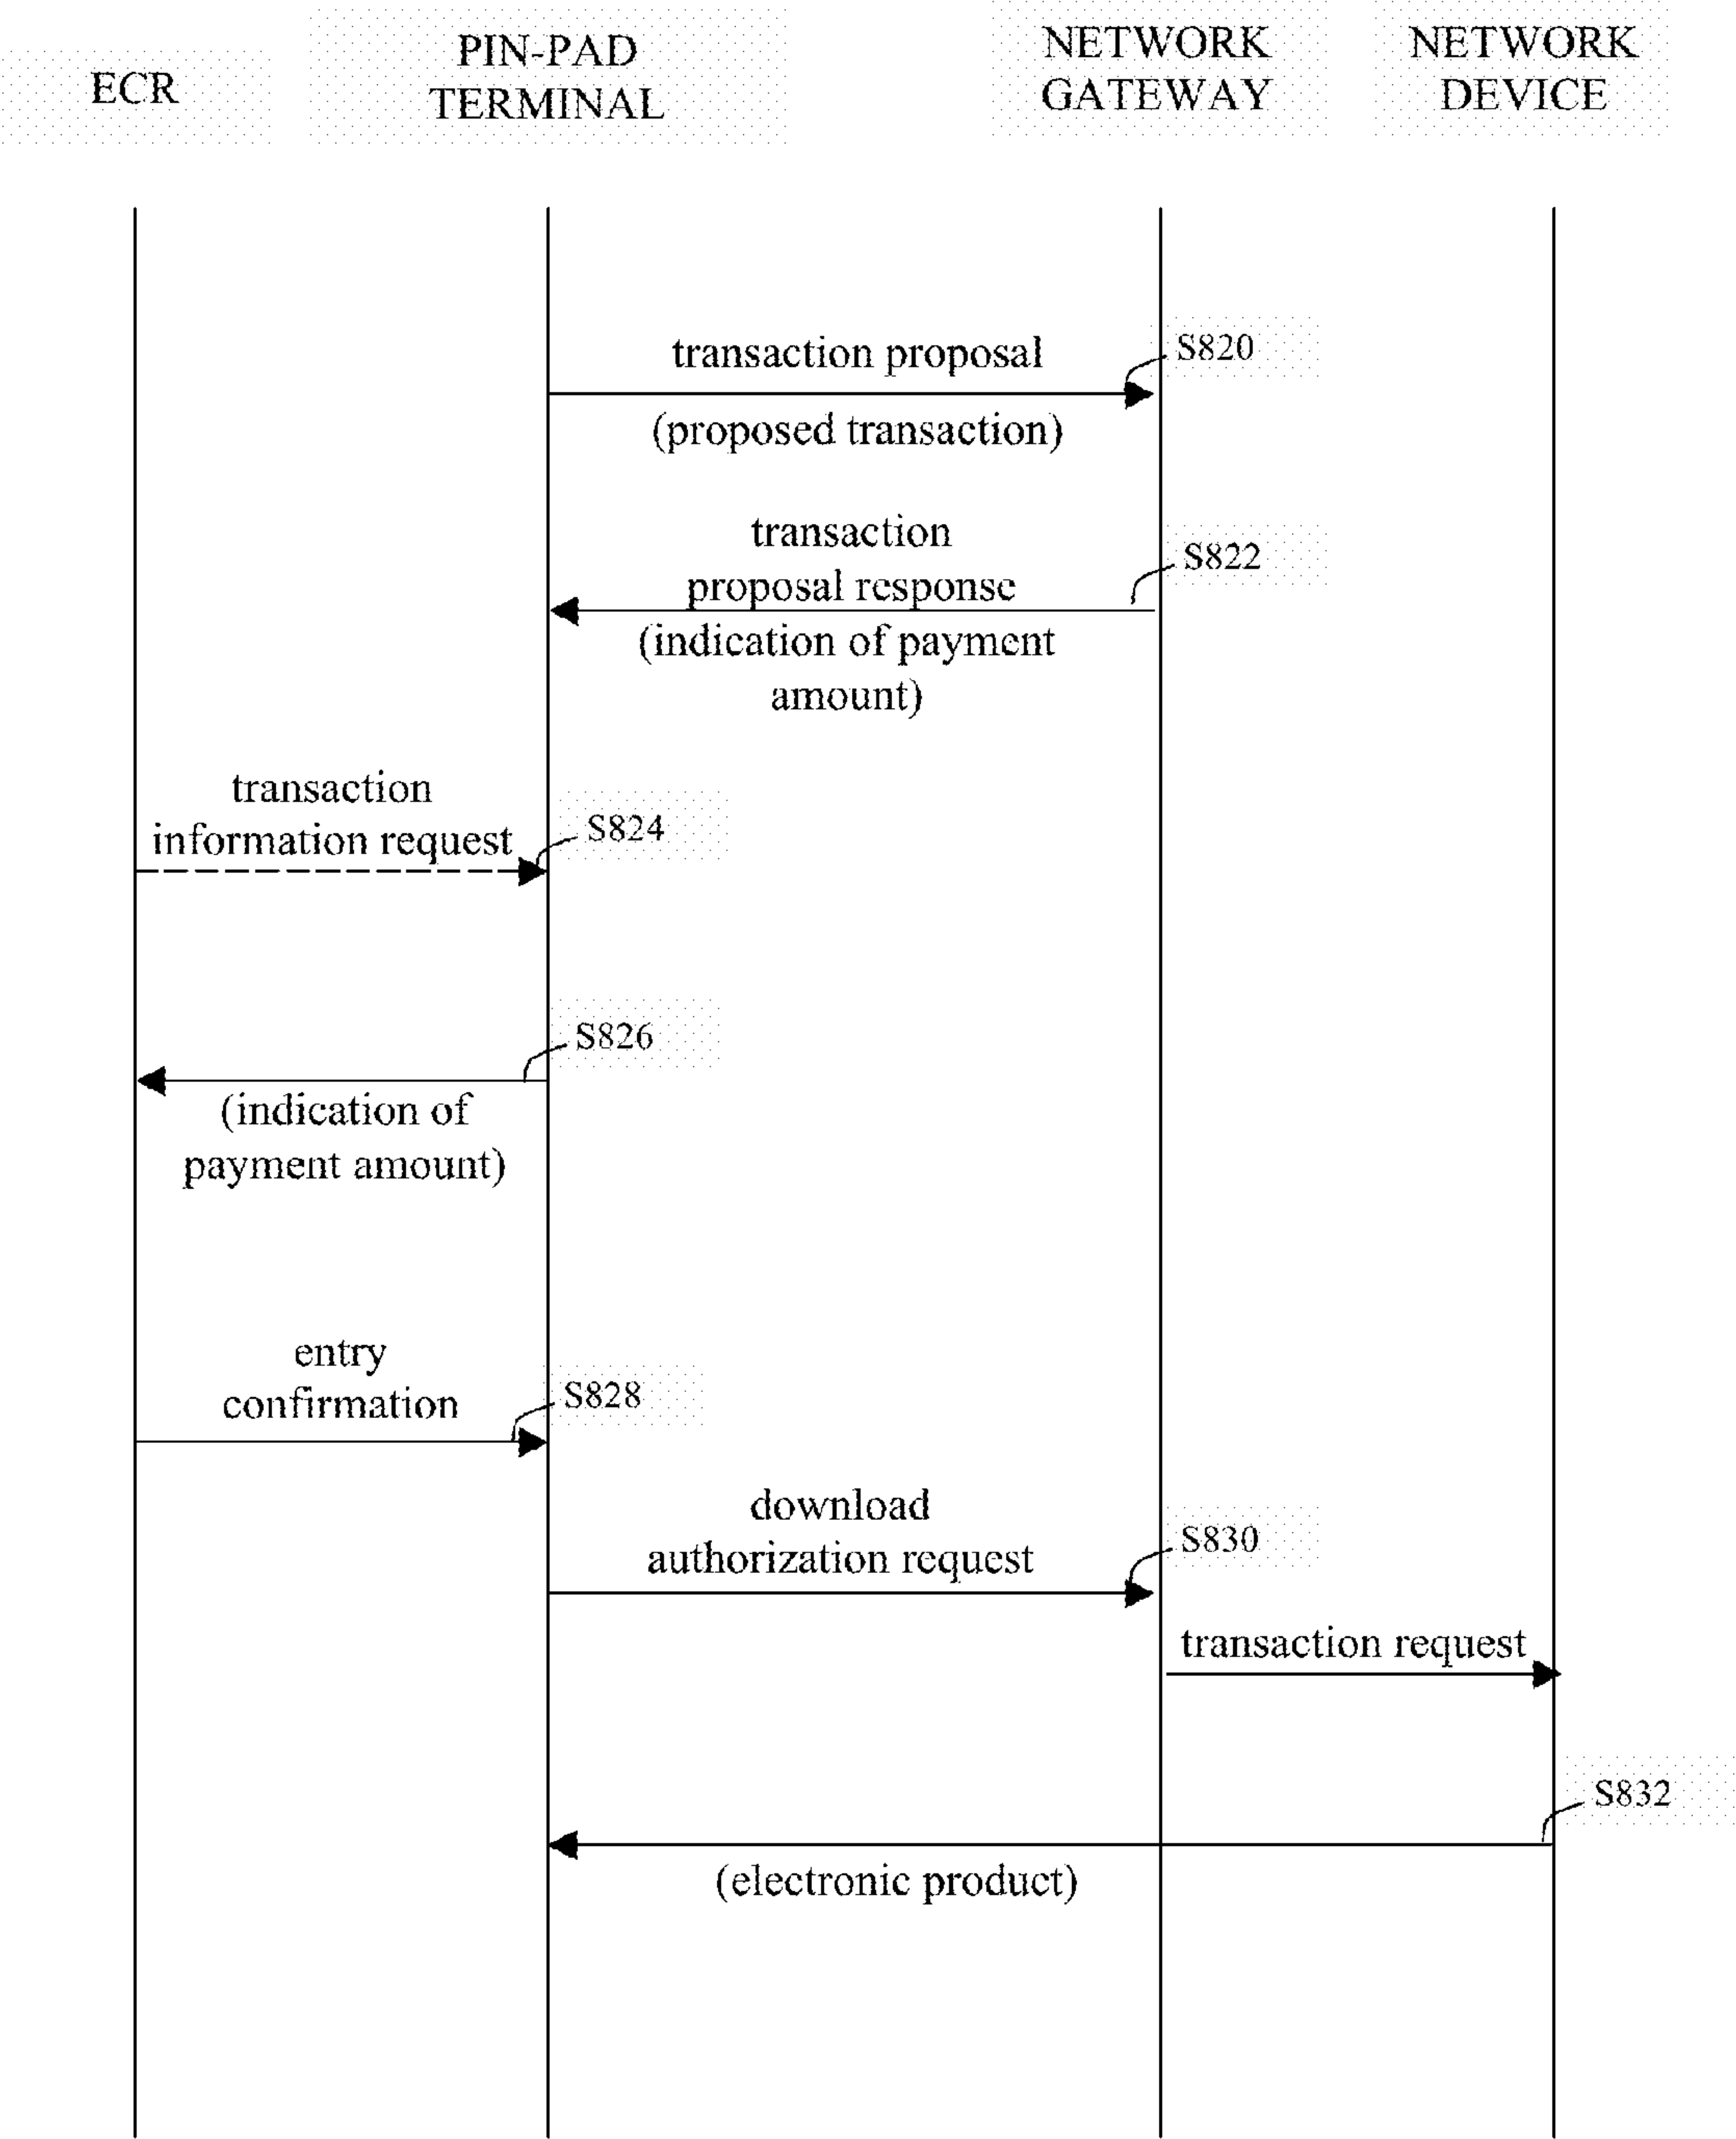 ECR
PIN-PAD
TERMINAL
NETWORK
GATEWAY
NETWORK
DEVICE
transaction proposal
S820
(proposed transaction)
transaction
proposal response
S822
(indication of payment
amount)
transaction
information request
S824
S826
(indication of
payment amount)
entry
confirmation
S828
download
authorization request
S830
transaction request
S832
(electronic product)